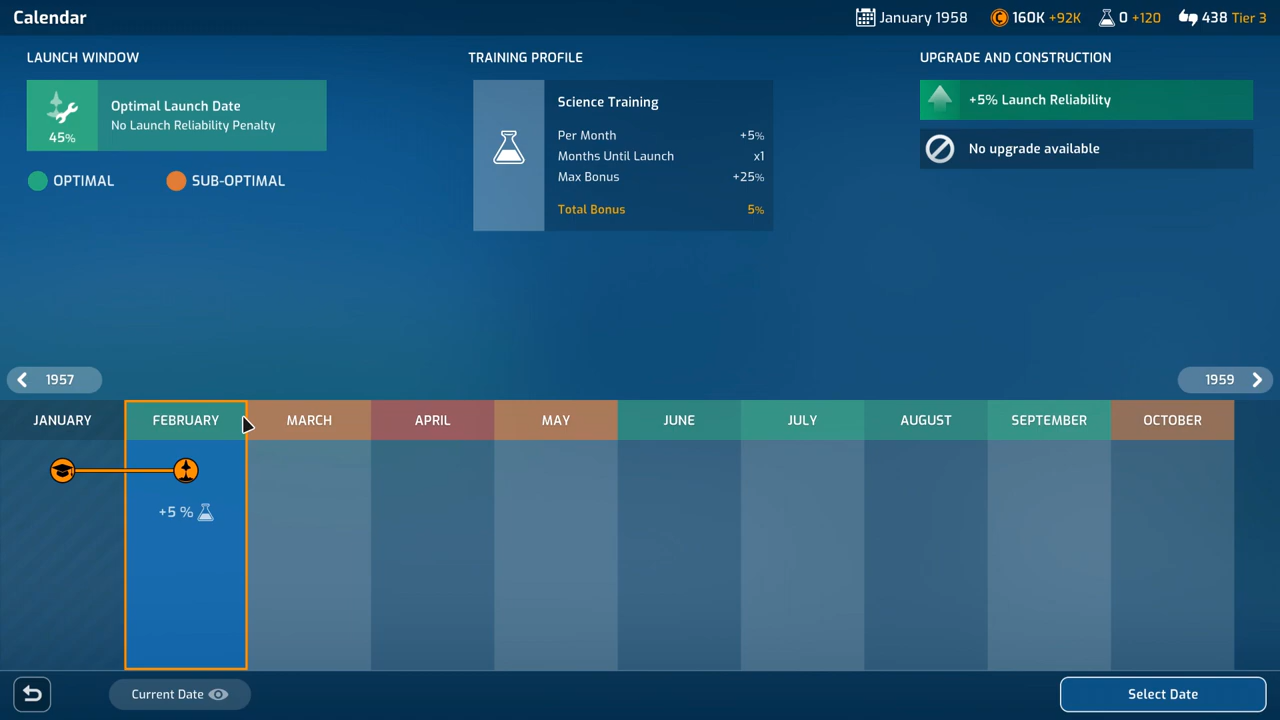 Calendar
January 1958
160K +92K
0 +120
438 Tier 3
LAUNCH WINDOW
45%
Optimal Launch Date
No Launch Reliability Penalty
OPTIMAL
SUB-OPTIMAL
TRAINING PROFILE
Science Training
Per Month +5%
Months Until Launch x1
Max Bonus +25%
Total Bonus 5%
UPGRADE AND CONSTRUCTION
+5% Launch Reliability
No upgrade available
1957
1959
JANUARY
FEBRUARY
MARCH
APRIL
MAY
JUNE
JULY
AUGUST
SEPTEMBER
OCTOBER
+5 %
Current Date
Select Date